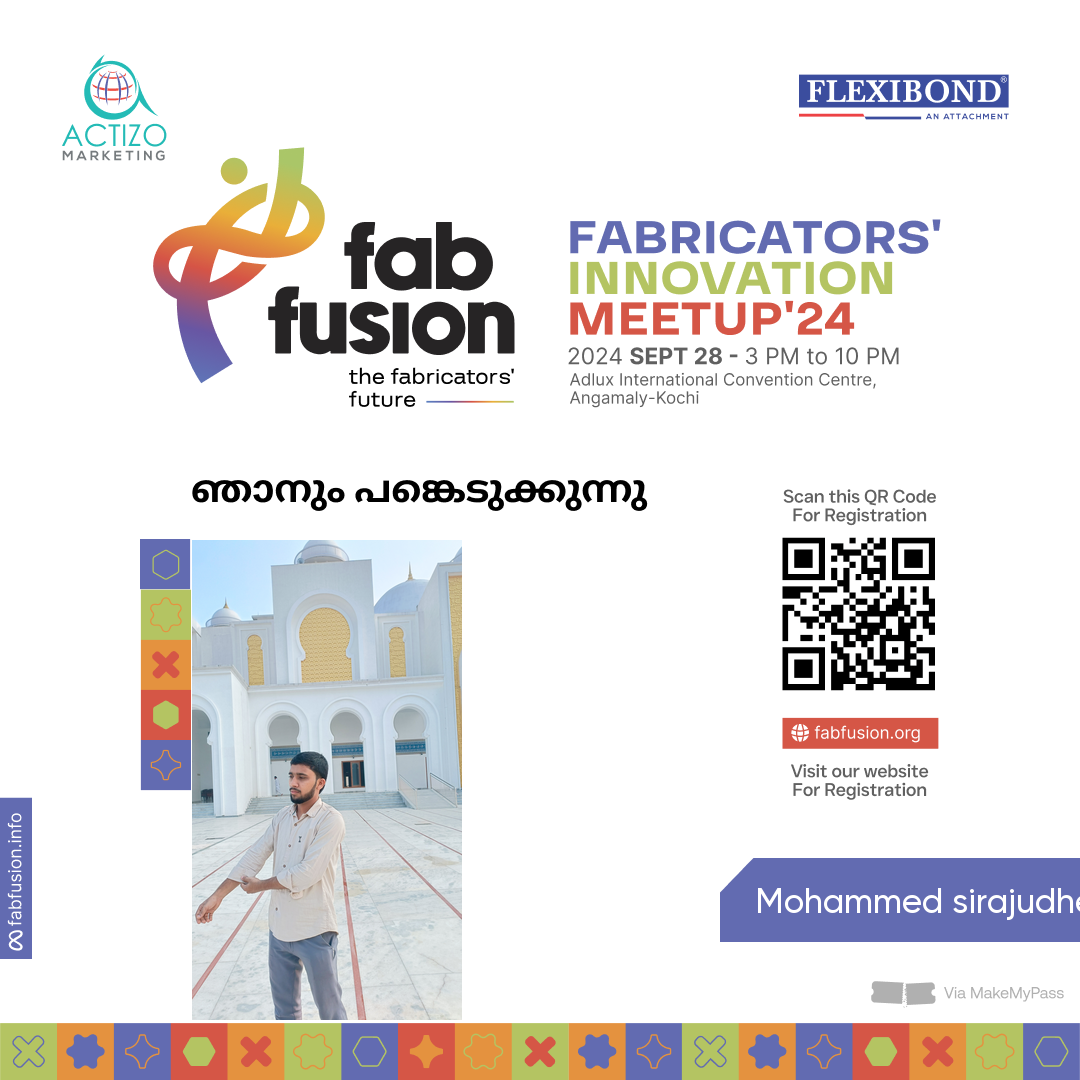 ACTIZO
MARKETING
FLEXIBOND®
AN ATTACHMENT
fab
fusion
the fabricators'
future
FABRICATORS'
INNOVATION
MEETUP'24
2024 SEPT 28 - 3 PM to 10 PM
Adlux International Convention Centre,
Angamaly-Kochi
ഞാനും പങ്കെടുക്കുന്നു
Scan this QR Code
For Registration
fabfusion.org
Visit our website
For Registration
fabfusion.info
Mohammed sirajudhe
Via MakeMyPass